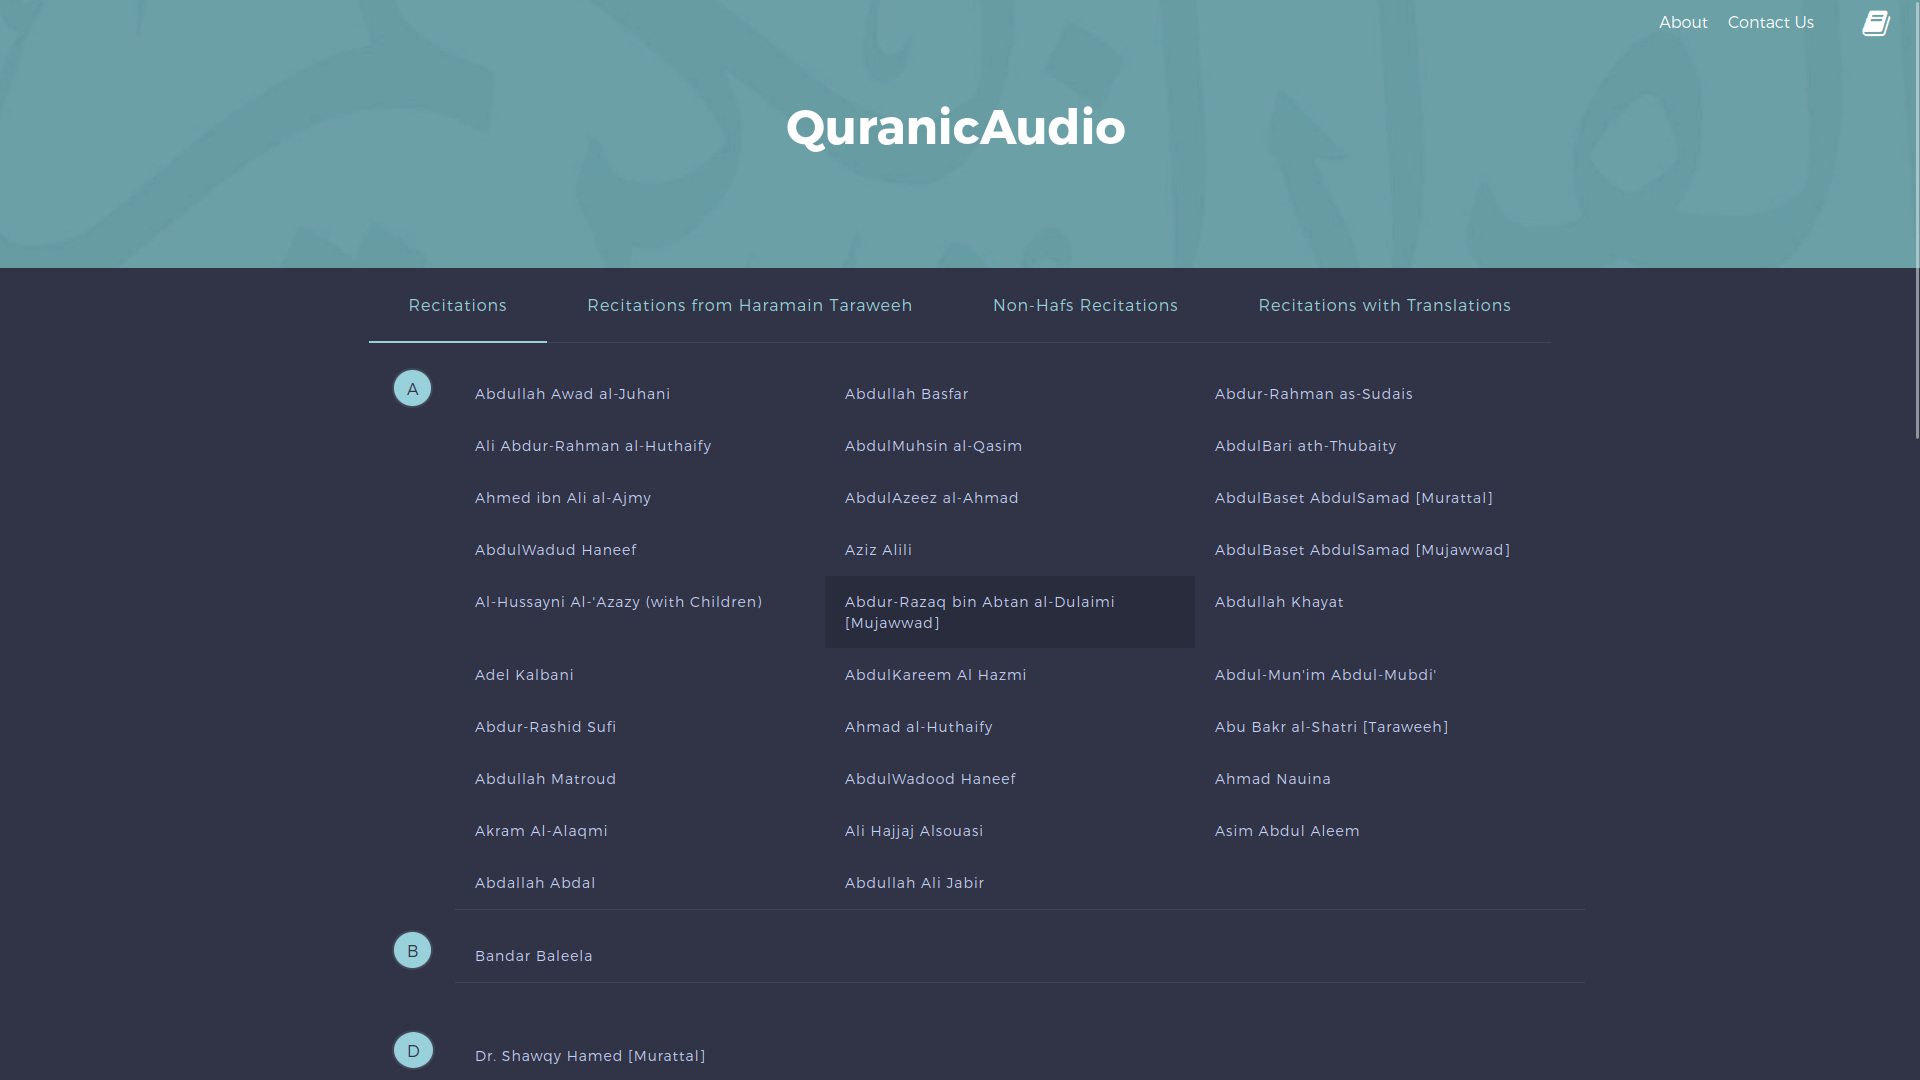 About Contact Us
QuranicAudio
Recitations Recitations from Haramain Taraweeh Non-Hafs Recitations Recitations with Translations
A
Abdullah Awad al-Juhani Abdullah Basfar Abdur-Rahman as-Sudais
Ali Abdur-Rahman al-Huthaify AbdulMuhsin al-Qasim AbdulBari ath-Thubaity
Ahmed ibn Ali al-Ajmy AbdulAzeez al-Ahmad AbdulBaset AbdulSamad [Murattal]
AbdulWadud Haneef Aziz Alili AbdulBaset AbdulSamad [Mujawwad]
Al-Hussayni Al-'Azazy (with Children) Abdur-Razaq bin Abtan al-Dulaimi Abdullah Khayat
[Mujawwad]
Adel Kalbani AbdulKareem Al Hazmi Abdul-Mun'im Abdul-Mubdi'
Abdur-Rashid Sufi Ahmad al-Huthaify Abu Bakr al-Shatri [Taraweeh]
Abdullah Matroud AbdulWadood Haneef Ahmad Nauina
Akram Al-Alaqmi Ali Hajjaj Alsouasi Asim Abdul Aleem
Abdallah Abdal Abdullah Ali Jabir
B
Bandar Baleela
D
Dr. Shawqy Hamed [Murattal]